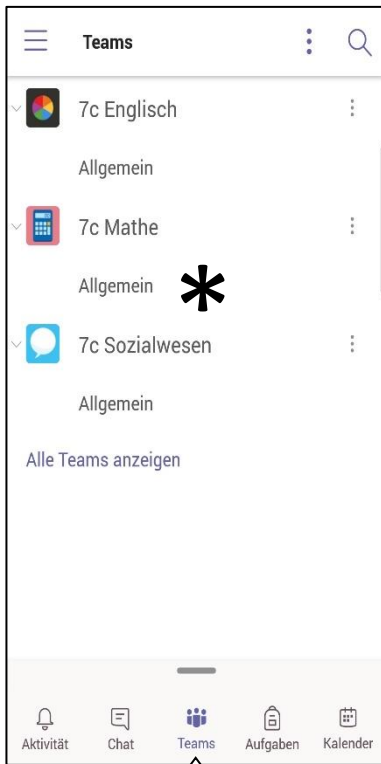 Teams
7c Englisch
Allgemein
7c Mathe
Allgemein *
7c Sozialwesen
Allgemein
Alle Teams anzeigen
Aktivität Chat Teams Aufgaben Kalender